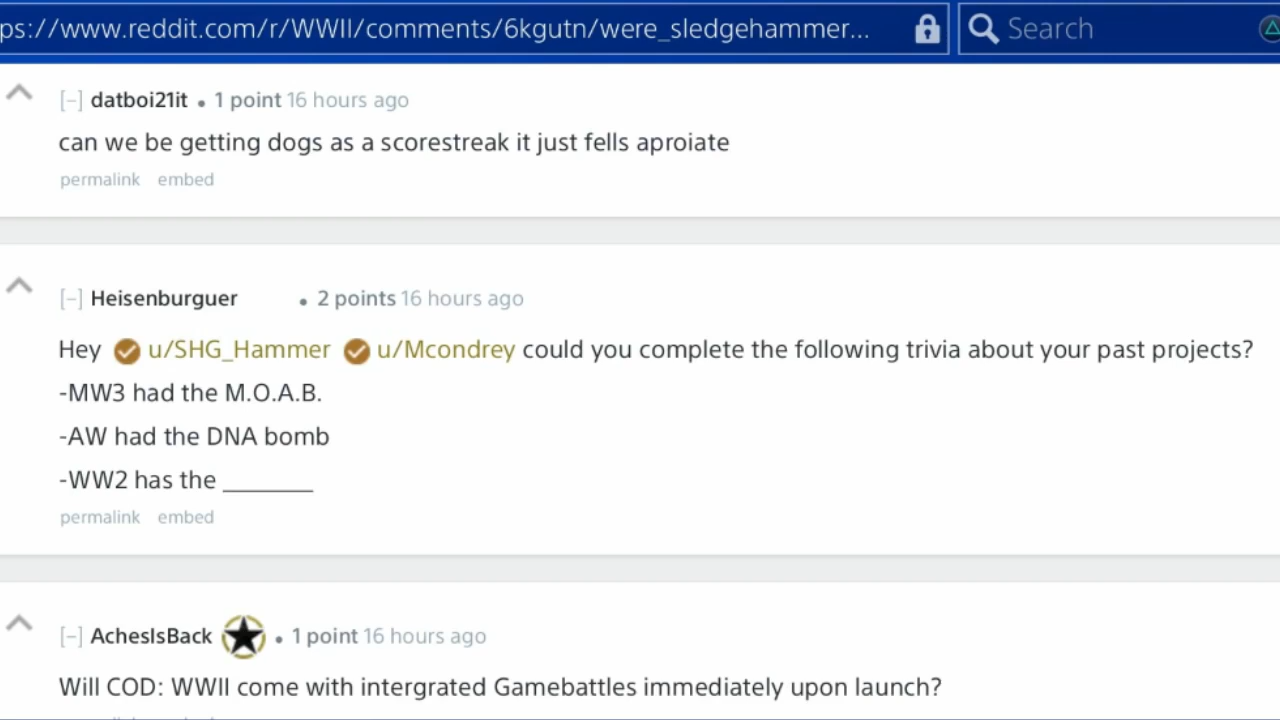 ps://www.reddit.com/r/WWII/comments/6kgutn/were_sledgehammer... Search
[-] datboi21it • 1 point 16 hours ago
can we be getting dogs as a scorestreak it just fells aproiate
permalink embed
[-] Heisenburguer • 2 points 16 hours ago
Hey u/SHG_Hammer u/Mcondrey could you complete the following trivia about your past projects?
-MW3 had the M.O.A.B.
-AW had the DNA bomb
-WW2 has the ________
permalink embed
[-] AchesIsBack • 1 point 16 hours ago
Will COD: WWII come with intergrated Gamebattles immediately upon launch?